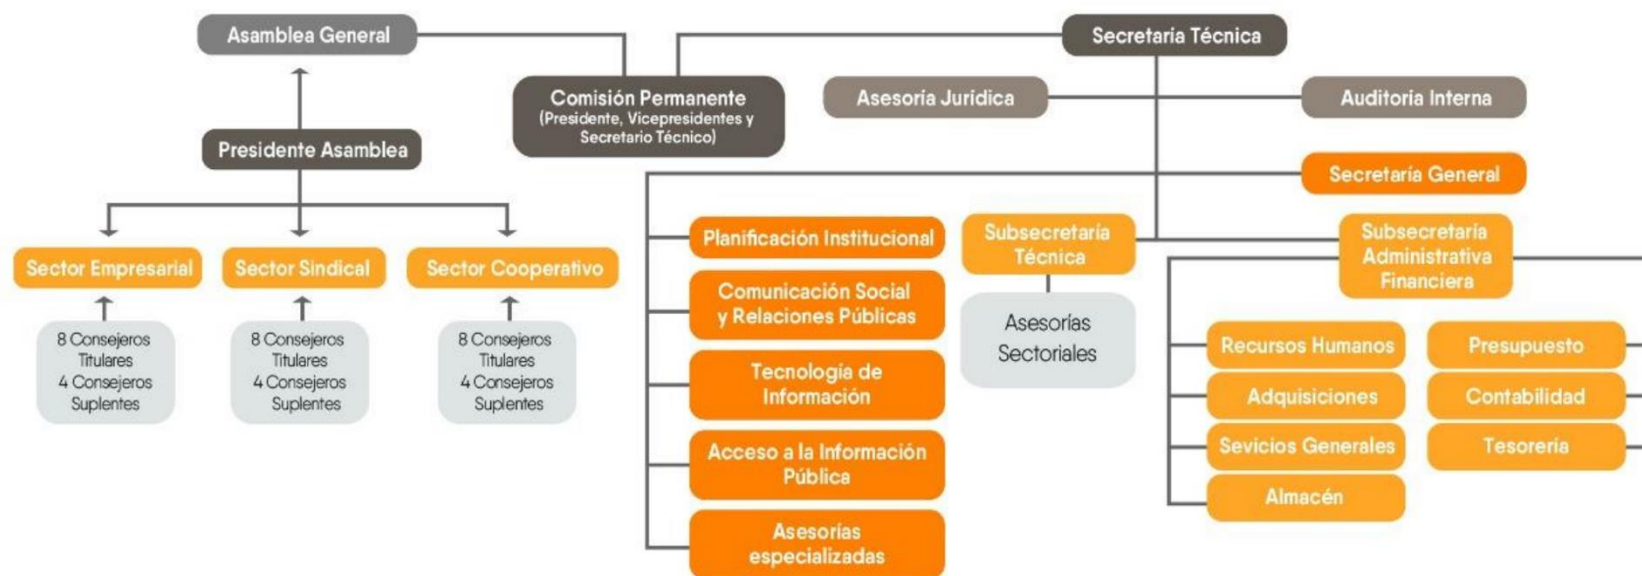 Asamblea General
Secretaría Técnica
Comisión Permanente
(Presidente, Vicepresidentes y
Secretario Técnico)
Asesoría Jurídica
Auditoría Interna
Presidente Asamblea
Secretaría General
Sector Empresarial
Sector Sindical
Sector Cooperativo
8 Consejeros
Titulares
4 Consejeros
Suplentes
8 Consejeros
Titulares
4 Consejeros
Suplentes
8 Consejeros
Titulares
4 Consejeros
Suplentes
Planificación Institucional
Comunicación Social
y Relaciones Públicas
Tecnología de
Información
Acceso a la Información
Pública
Asesorías
especializadas
Subsecretaría
Técnica
Asesorías
Sectoriales
Subsecretaría
Administrativa
Financiera
Recursos Humanos
Adquisiciones
Sevicios Generales
Almacén
Presupuesto
Contabilidad
Tesorería